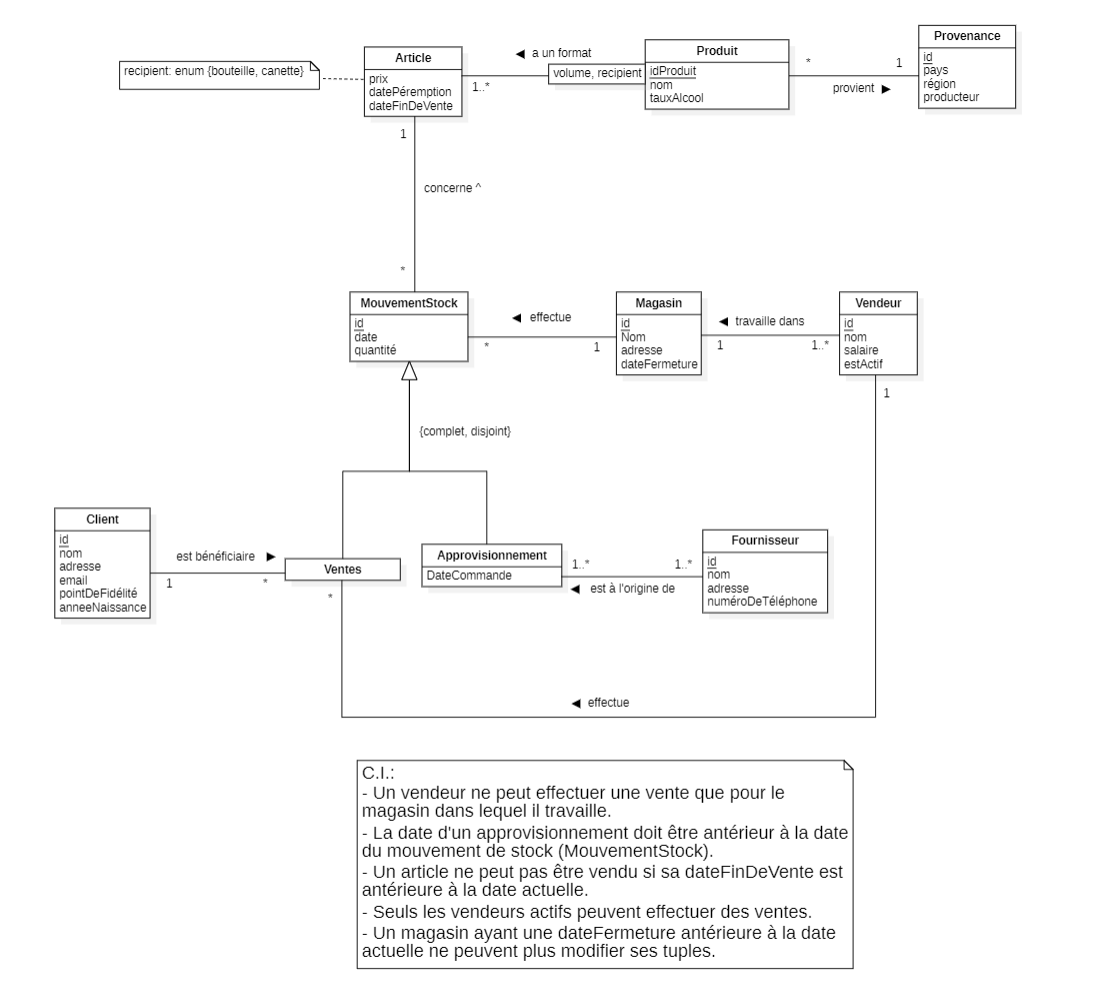 recipient: enum {bouteille, canette}
Article
prix
datePéremption
dateFinDeVente
◄ a un format
1..*
volume, recipient
Produit
idProduit
nom
tauxAlcool
*
1
provient ►
Provenance
id
pays
région
producteur
1
concerne ^
*
MouvementStock
id
date
quantité
◄ effectue
*
1
Magasin
id
Nom
adresse
dateFermeture
◄ travaille dans
1
1..*
Vendeur
id
nom
salaire
estActif
1
{complet, disjoint}
Client
id
nom
adresse
email
pointDeFidélité
anneeNaissance
est bénéficiaire ►
1
*
Ventes
*
Approvisionnement
DateCommande
1..*
1..*
◄ est à l'origine de
Fournisseur
id
nom
adresse
numéroDeTéléphone
◄ effectue
C.I.:
- Un vendeur ne peut effectuer une vente que pour le
magasin dans lequel il travaille.
- La date d'un approvisionnement doit être antérieur à la date
du mouvement de stock (MouvementStock).
- Un article ne peut pas être vendu si sa dateFinDeVente est
antérieure à la date actuelle.
- Seuls les vendeurs actifs peuvent effectuer des ventes.
- Un magasin ayant une dateFermeture antérieure à la date
actuelle ne peuvent plus modifier ses tuples.